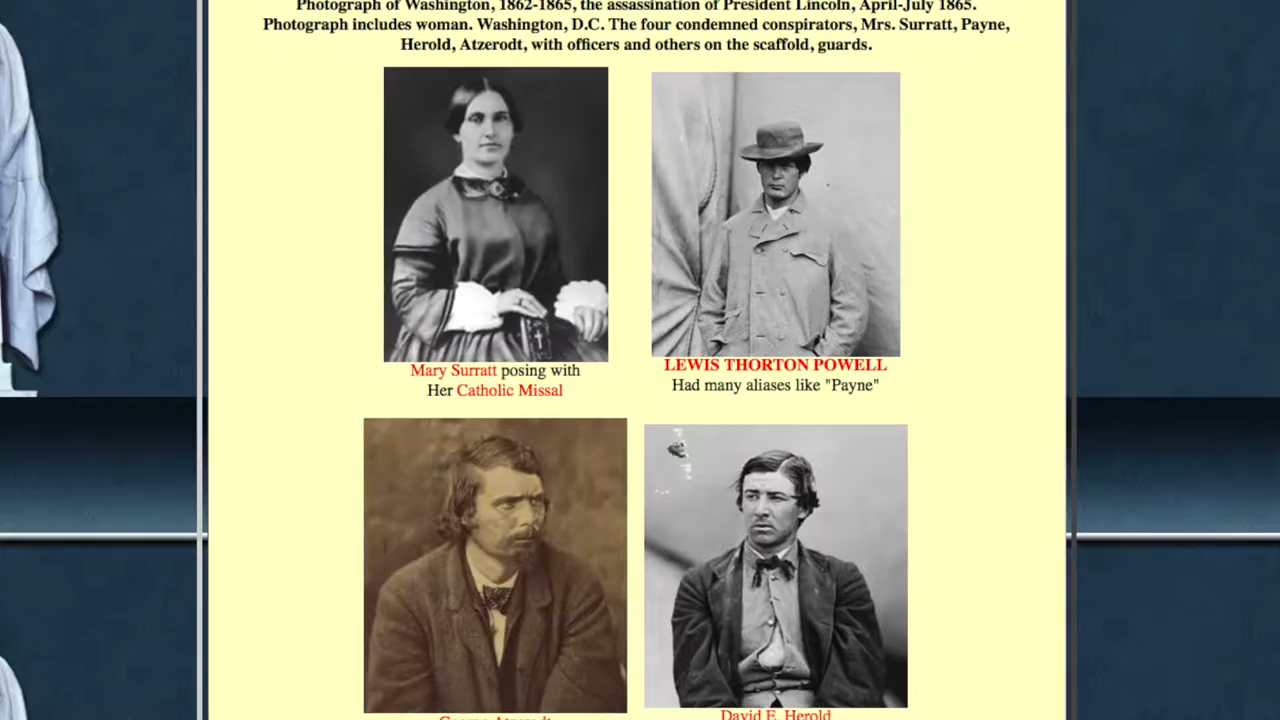 Photograph of Washington, 1862-1865, the assassination of President Lincoln, April-July 1865.
Photograph includes woman. Washington, D.C. The four condemned conspirators, Mrs. Surratt, Payne,
Herold, Atzerodt, with officers and others on the scaffold, guards.
Mary Surratt posing with
Her Catholic Missal
LEWIS THORTON POWELL
Had many aliases like "Payne"
George Atzerodt
David E. Herold